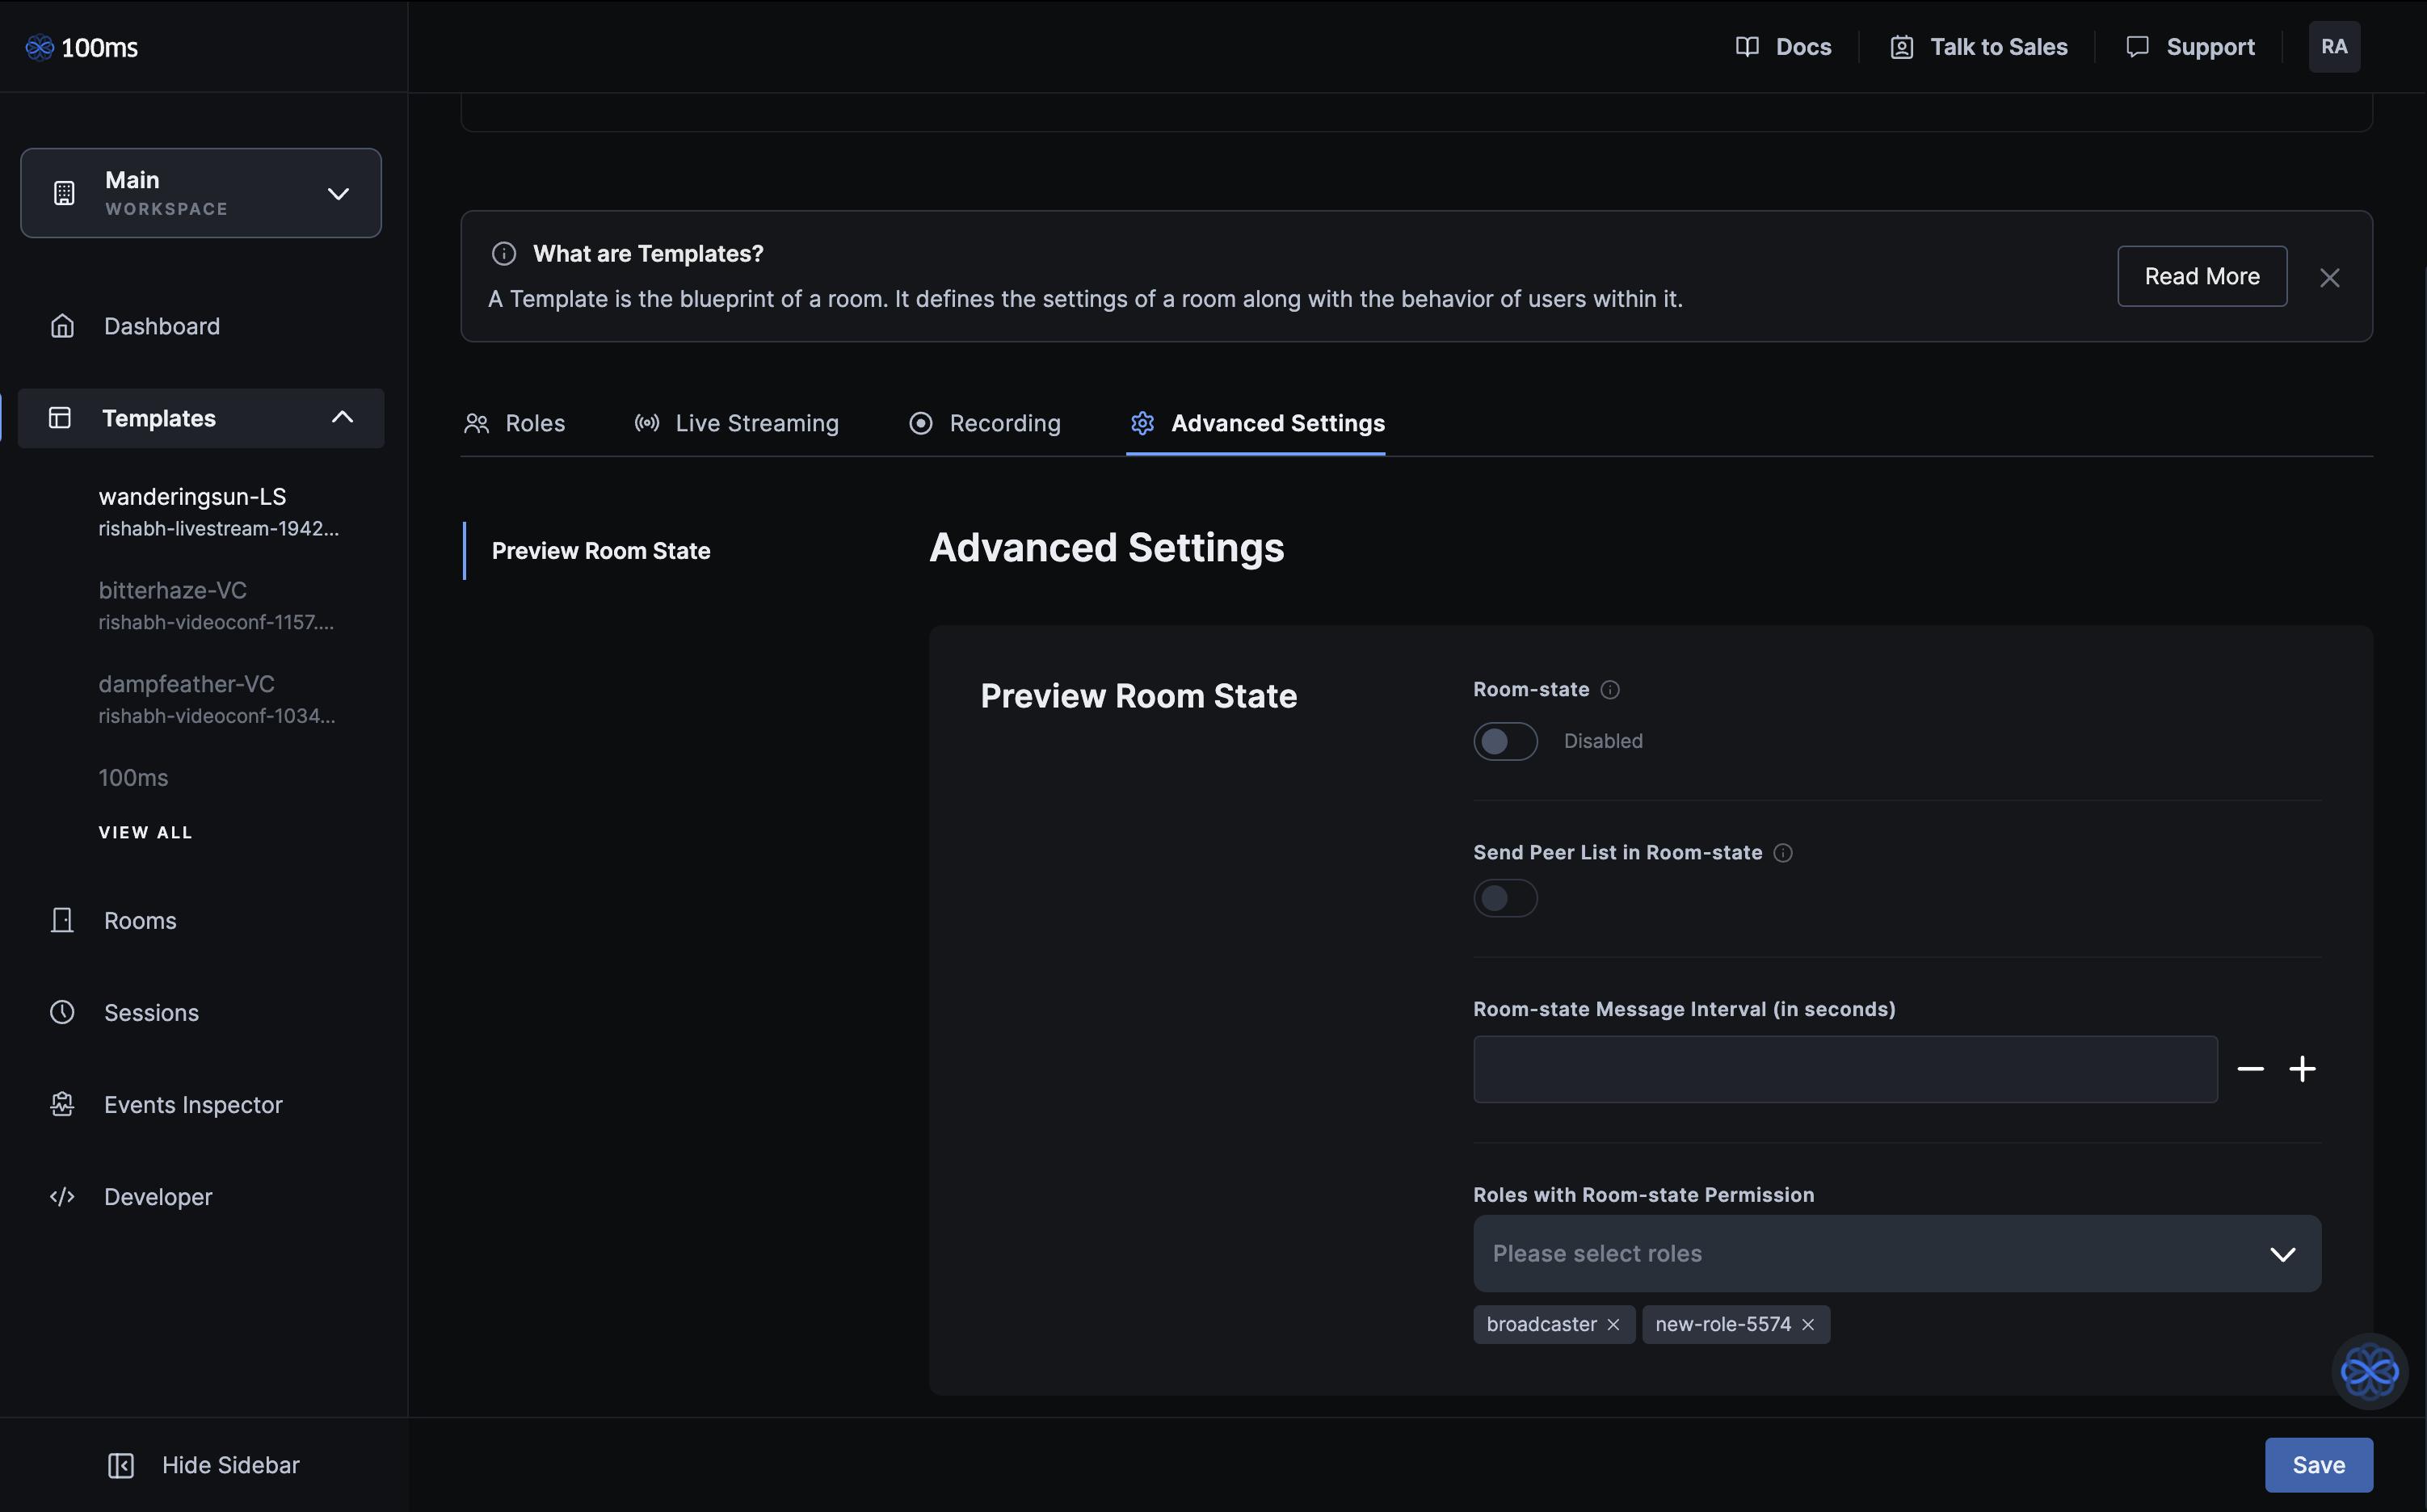 100ms
Docs
Talk to Sales
Support
RA
Main
WORKSPACE
Dashboard
Templates
wanderingsun-LS
rishabh-livestream-1942...
bitterhaze-VC
rishabh-videoconf-1157....
dampfeather-VC
rishabh-videoconf-1034...
100ms
VIEW ALL
Rooms
Sessions
Events Inspector
Developer
Hide Sidebar
What are Templates?
A Template is the blueprint of a room. It defines the settings of a room along with the behavior of users within it.
Read More
Roles
Live Streaming
Recording
Advanced Settings
Preview Room State
Advanced Settings
Preview Room State
Room-state
Disabled
Send Peer List in Room-state
Room-state Message Interval (in seconds)
Roles with Room-state Permission
Please select roles
broadcaster
new-role-5574
Save